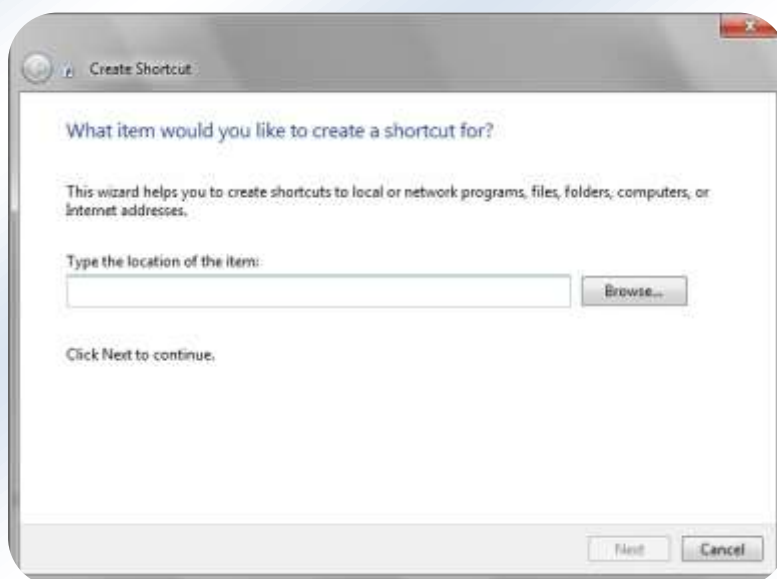 Create Shortcut
What item would you like to create a shortcut for?
This wizard helps you to create shortcuts to local or network programs, files, folders, computers, or
Internet addresses.
Type the location of the item:
Browse...
Click Next to continue.
Next Cancel